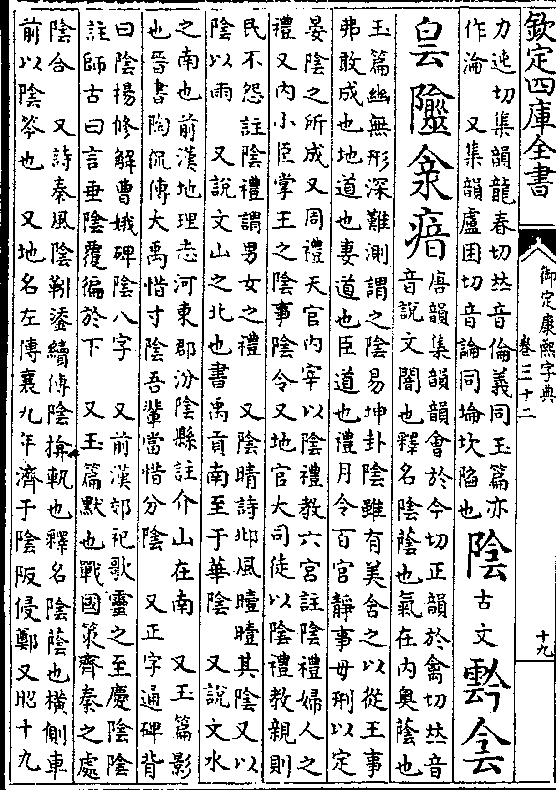 欽定四庫全書
御定康熙字典
卷三十二
十九
力迍切集韻龍春切𠀤音倫義同玉篇亦
作淪 又集韻盧困切音論同埨坎陷也
陰 古文 侌
瘖
唐韻集韻韻會於今切正韻於禽切𠀤音
音說文闇也釋名陰蔭也氣在內奧蔭也
玉篇幽無形深難測謂之陰易坤卦陰雖有美含之以從王事
弗敢成也地道也妻道也臣道也禮月令百官靜事毋刑以定
晏陰之所成又周禮天官內宰以陰禮教六宮註陰禮婦人之
禮又內小臣掌王之陰事陰令又地官大司徒以陰禮教親則
民不怨註陰禮謂男女之禮 又陰晴詩邶風曀曀其陰又以
陰以雨 又說文山之北也書禹貢南至于華陰 又說文水
之南也前漢地理志河東郡汾陰縣註介山在南 又玉篇影
也晉書陶侃傳大禹惜寸陰吾輩當惜分陰 又正字通碑背
曰陰楊修解曹娥碑陰八字 又前漢郊祀歌靈之至慶陰陰
註師古曰言垂陰覆徧於下 又玉篇默也戰國策齊秦之處
陰合 又詩秦風陰靷鋈續傳陰揜軌也釋名陰蔭也橫側車
前以陰笭也 又地名左傳襄九年濟于陰阪侵鄭又昭十九